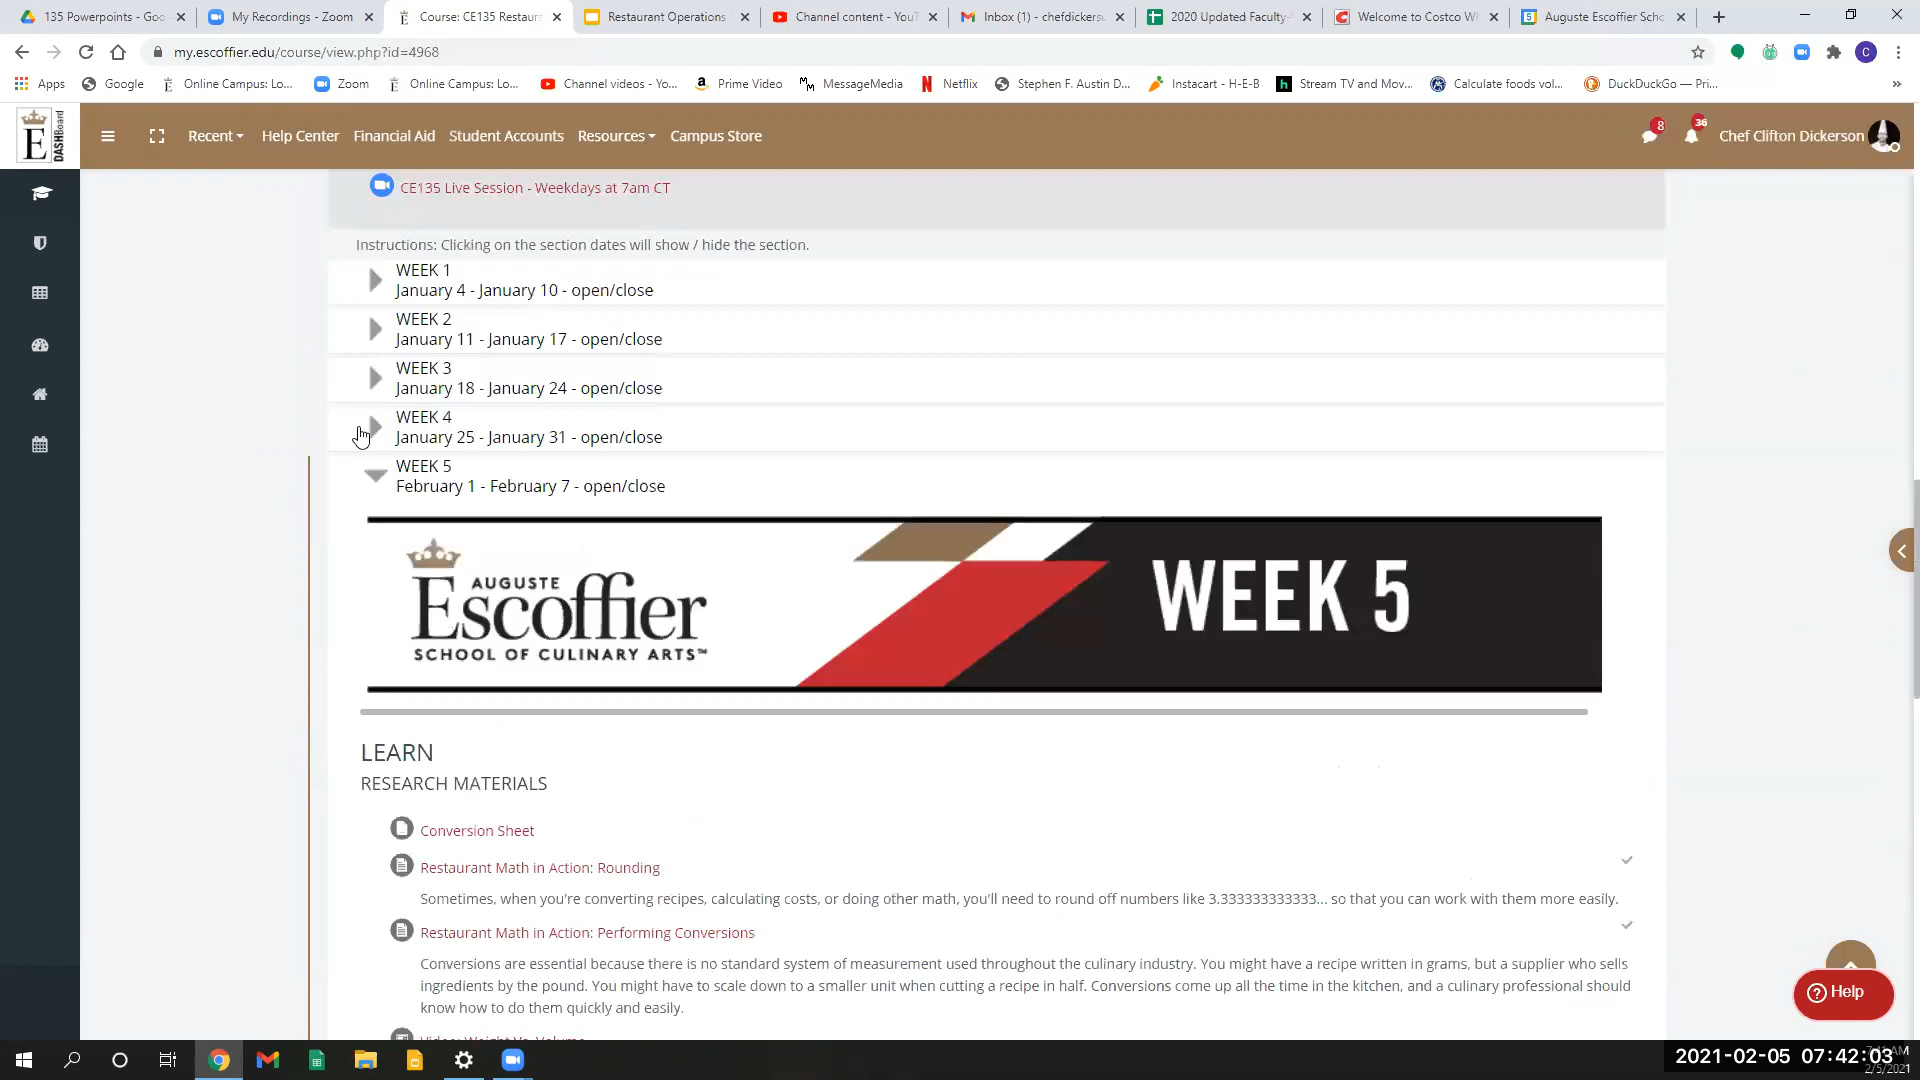 135 Powerpoints - Goo
My Recordings - Zoom
Course: CE135 Restaura
Restaurant Operations
Channel content - YouT
Inbox (1) - chefdickers
2020 Updated Faculty-
Welcome to Costco Wh
Auguste Escoffier Scho
my.escoffier.edu/course/view.php?id=4968
Apps
Google
Online Campus: Lo...
Zoom
Online Campus: Lo...
Channel videos - Yo...
Prime Video
MessageMedia
Netflix
Stephen F. Austin D...
Instacart - H-E-B
Stream TV and Mov...
Calculate foods vol...
DuckDuckGo — Pri...
E DASHBoard
Recent
Help Center
Financial Aid
Student Accounts
Resources
Campus Store
8
36
Chef Clifton Dickerson
CE135 Live Session - Weekdays at 7am CT
Instructions: Clicking on the section dates will show / hide the section.
WEEK 1
January 4 - January 10 - open/close
WEEK 2
January 11 - January 17 - open/close
WEEK 3
January 18 - January 24 - open/close
WEEK 4
January 25 - January 31 - open/close
WEEK 5
February 1 - February 7 - open/close
AUGUSTE
Escoffier
SCHOOL OF CULINARY ARTS™
WEEK 5
LEARN
RESEARCH MATERIALS
Conversion Sheet
Restaurant Math in Action: Rounding
Sometimes, when you're converting recipes, calculating costs, or doing other math, you'll need to round off numbers like 3.333333333333... so that you can work with them more easily.
Restaurant Math in Action: Performing Conversions
Conversions are essential because there is no standard system of measurement used throughout the culinary industry. You might have a recipe written in grams, but a supplier who sells
ingredients by the pound. You might have to scale down to a smaller unit when cutting a recipe in half. Conversions come up all the time in the kitchen, and a culinary professional should
know how to do them quickly and easily.
Video: Weight Vs. Volume
Help
2021-02-05 07:42:03
2/5/2021